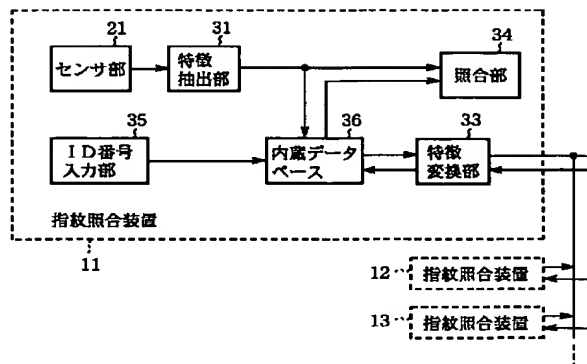 21
31
34
センサ部
特徴
抽出部
照合部
35
36
33
ID番号
入力部
内蔵データ
ベース
特徴
変換部
指紋照合装置
11
12
指紋照合装置
13
指紋照合装置